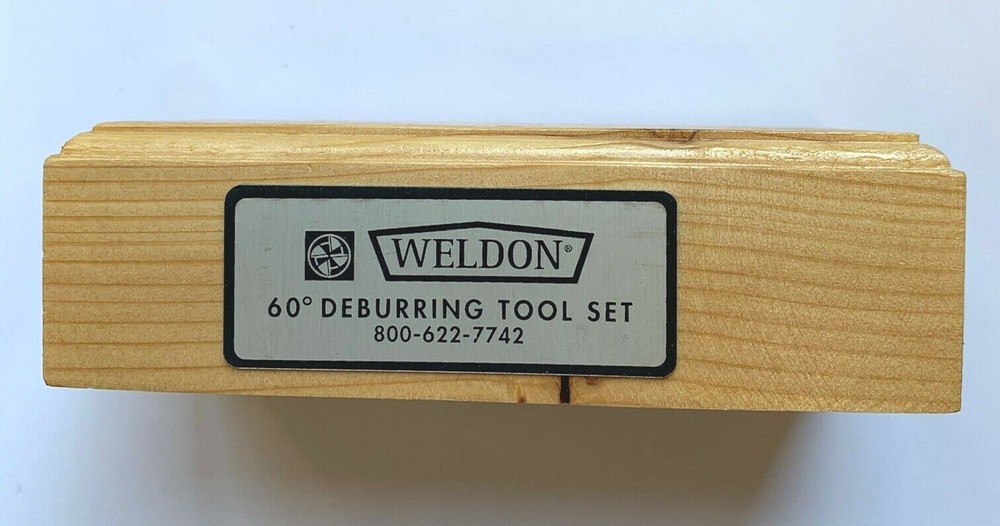 WELDON®
60° DEBURRING TOOL SET
800-622-7742